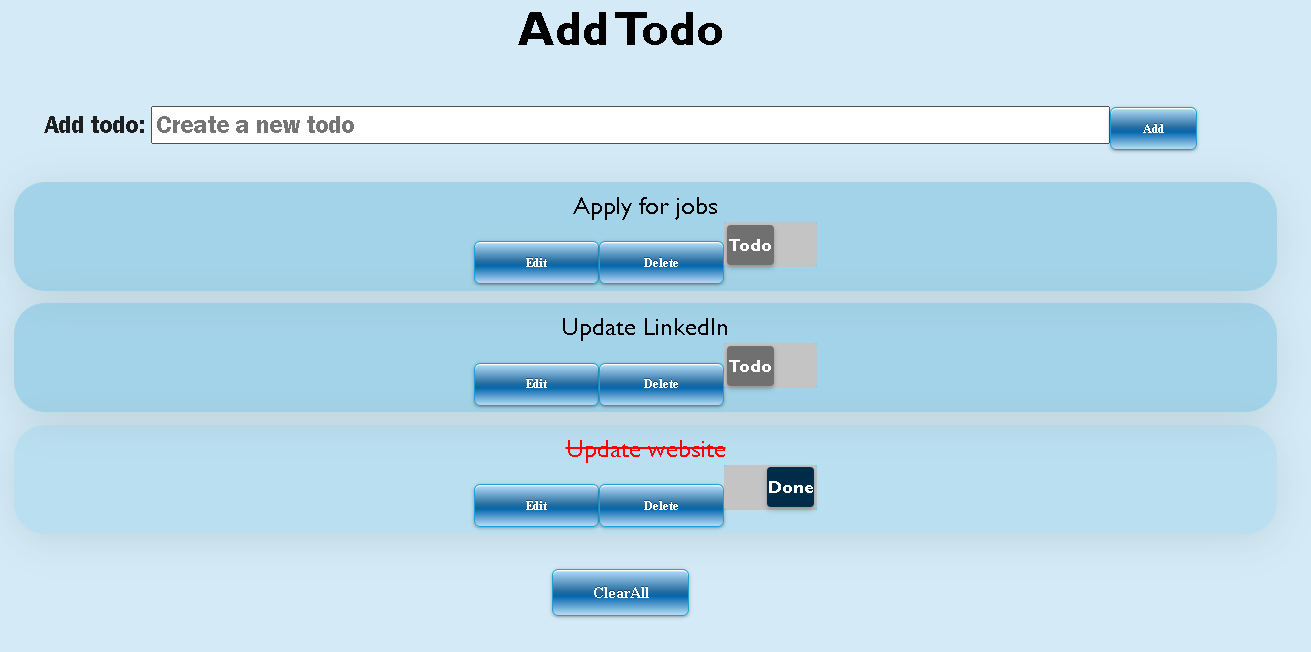 Add Todo
Add todo: Create a new todo Add
Apply for jobs
Edit Delete Todo
Update LinkedIn
Edit Delete Todo
Update website
Edit Delete Done
ClearAll